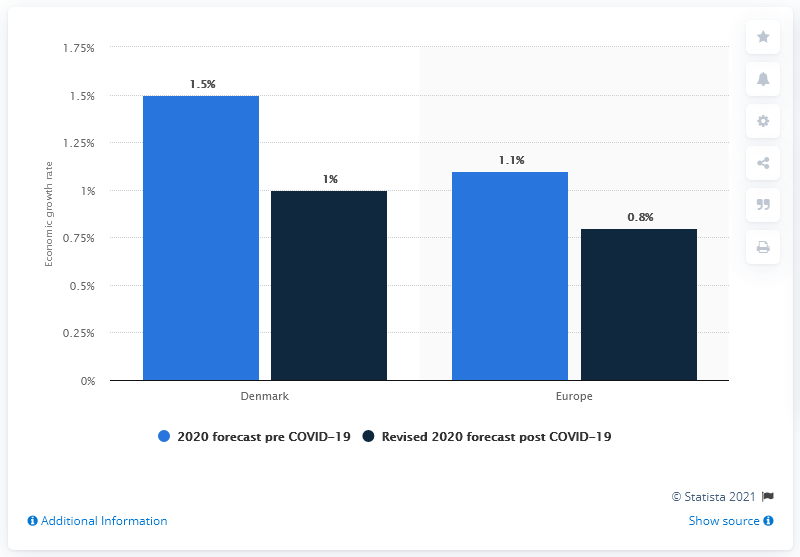 1.75%
1.5%
1.25%
1%
0.75%
0.5%
0.25%
0%
Economic growth rate
1.5%
1%
1.1%
0.8%
Denmark
Europe
2020 forecast pre COVID-19
Revised 2020 forecast post COVID-19
© Statista 2021
Additional Information
Show source